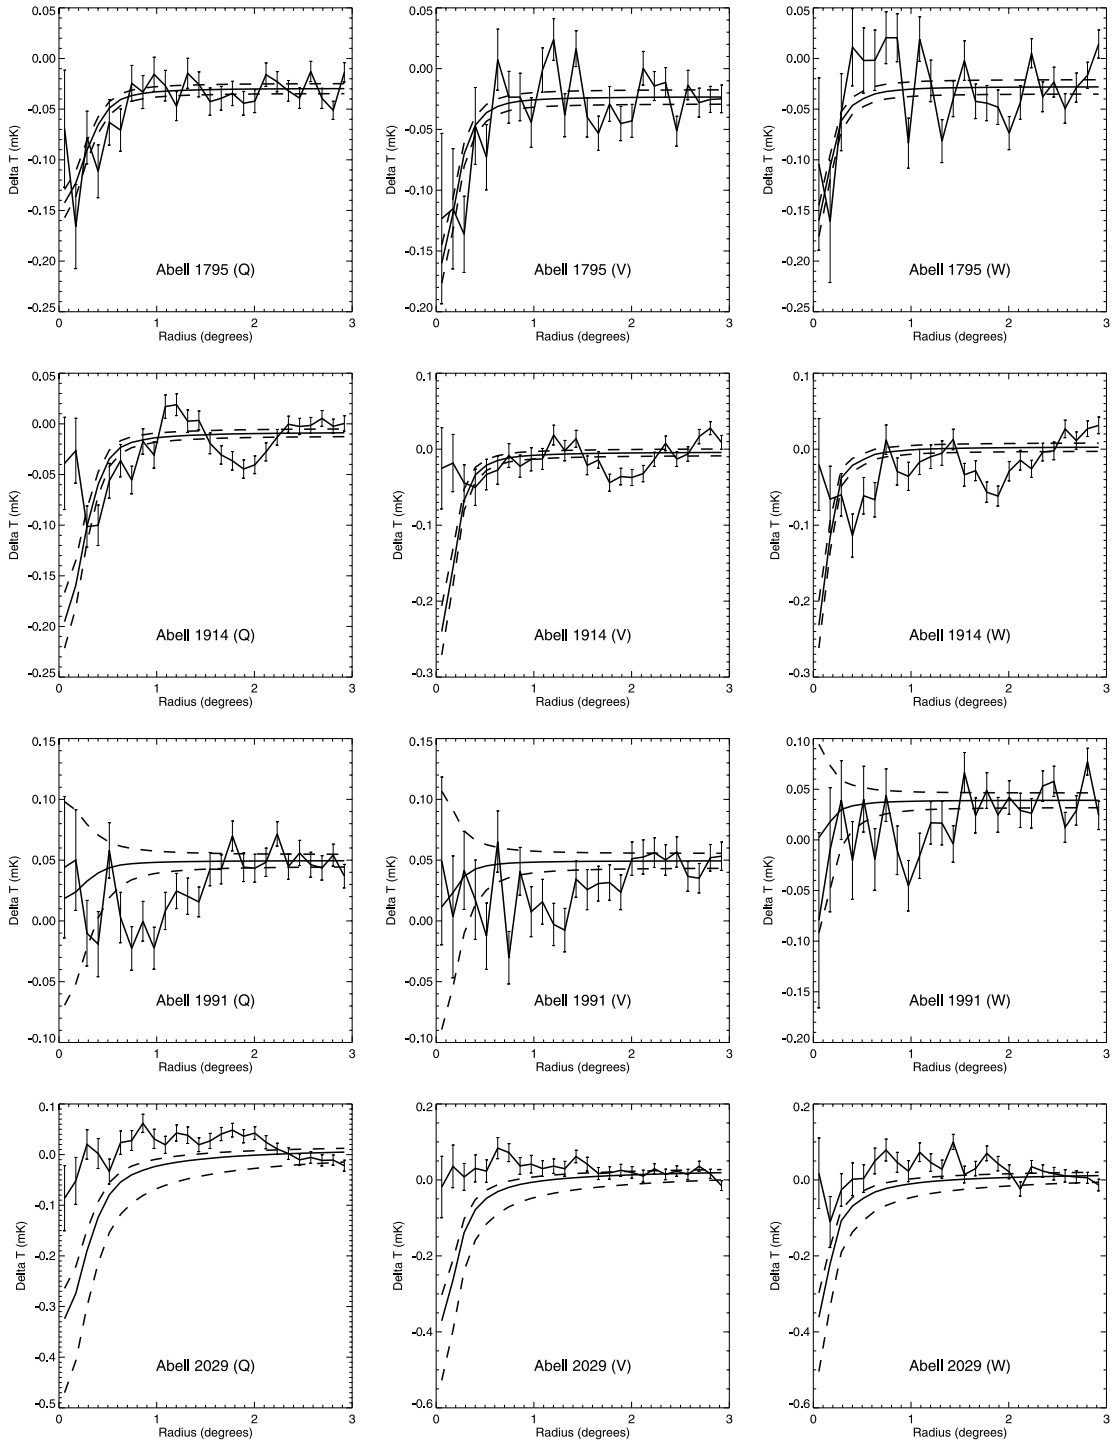 0.05
0.00
-0.05
-0.10
-0.15
-0.20
-0.25
Delta T (mK)
Abell 1795 (Q)
0 1 2 3
Radius (degrees)
0.05
0.00
-0.05
-0.10
-0.15
-0.20
Delta T (mK)
Abell 1795 (V)
0 1 2 3
Radius (degrees)
0.05
0.00
-0.05
-0.10
-0.15
-0.20
-0.25
Delta T (mK)
Abell 1795 (W)
0 1 2 3
Radius (degrees)
0.05
0.00
-0.05
-0.10
-0.15
-0.20
-0.25
Delta T (mK)
Abell 1914 (Q)
0 1 2 3
Radius (degrees)
0.1
0.0
-0.1
-0.2
-0.3
Delta T (mK)
Abell 1914 (V)
0 1 2 3
Radius (degrees)
0.1
0.0
-0.1
-0.2
-0.3
Delta T (mK)
Abell 1914 (W)
0 1 2 3
Radius (degrees)
0.15
0.10
0.05
0.00
-0.05
-0.10
Delta T (mK)
Abell 1991 (Q)
0 1 2 3
Radius (degrees)
0.15
0.10
0.05
0.00
-0.05
-0.10
Delta T (mK)
Abell 1991 (V)
0 1 2 3
Radius (degrees)
0.10
0.05
0.00
-0.05
-0.10
-0.15
-0.20
Delta T (mK)
Abell 1991 (W)
0 1 2 3
Radius (degrees)
0.1
0.0
-0.1
-0.2
-0.3
-0.4
-0.5
Delta T (mK)
Abell 2029 (Q)
0 1 2 3
Radius (degrees)
0.2
0.0
-0.2
-0.4
-0.6
Delta T (mK)
Abell 2029 (V)
0 1 2 3
Radius (degrees)
0.2
0.0
-0.2
-0.4
-0.6
Delta T (mK)
Abell 2029 (W)
0 1 2 3
Radius (degrees)